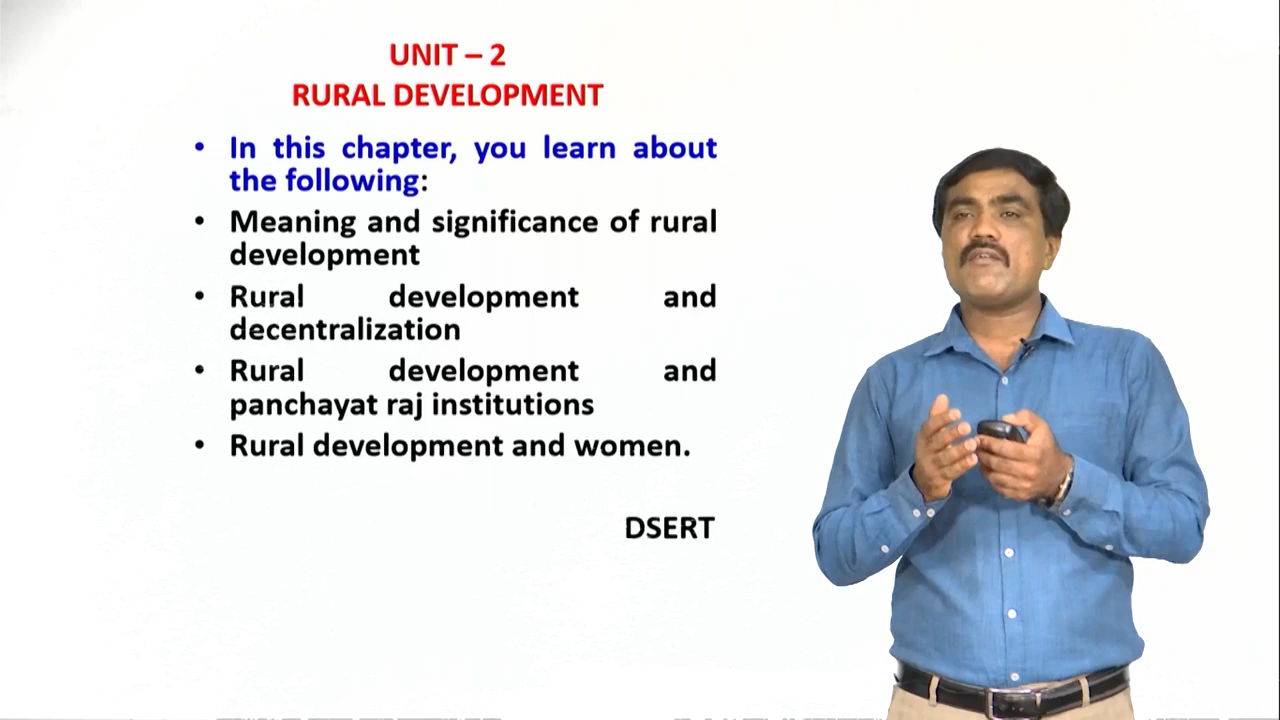 UNIT – 2
RURAL DEVELOPMENT
• In this chapter, you learn about
the following:
• Meaning and significance of rural
development
• Rural development and
decentralization
• Rural development and
panchayat raj institutions
• Rural development and women.
DSERT